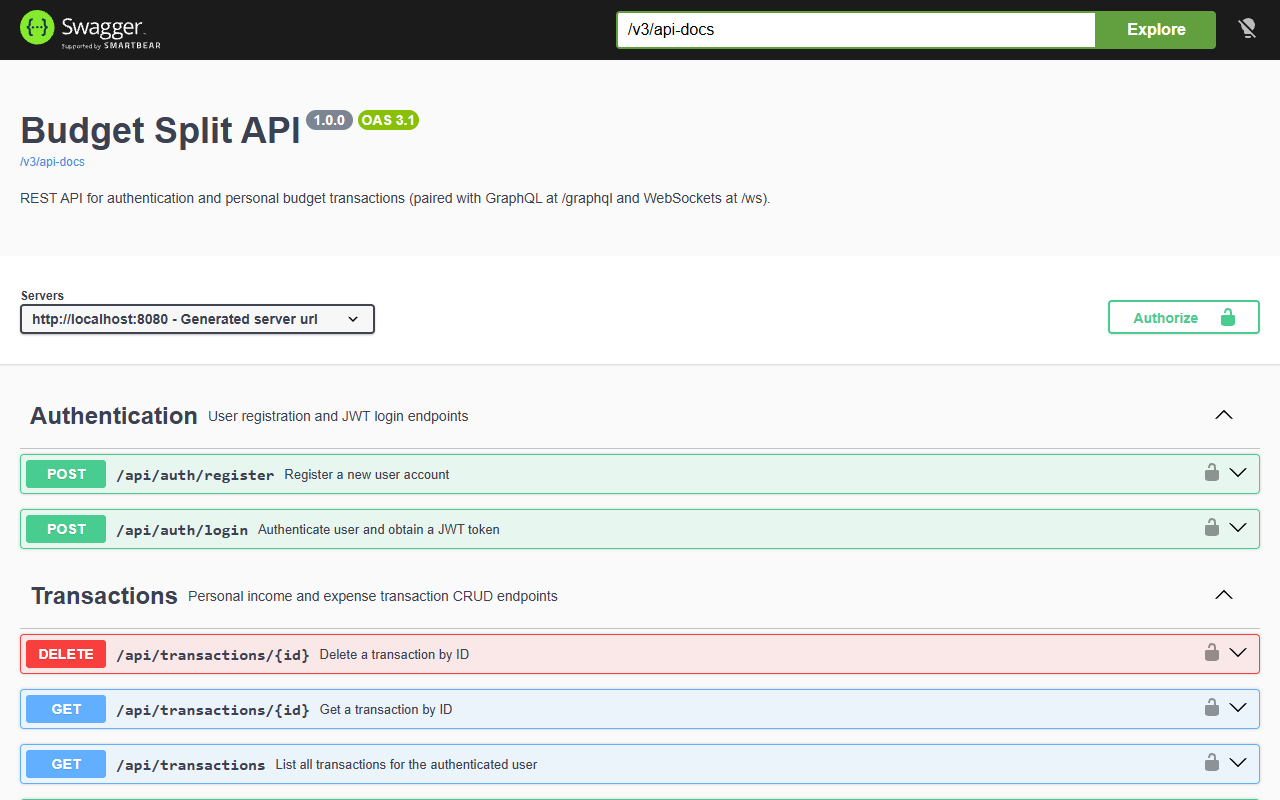 Swagger
Supported by SMARTBEAR
/v3/api-docs
Explore
Budget Split API 1.0.0 OAS 3.1
/v3/api-docs
REST API for authentication and personal budget transactions (paired with GraphQL at /graphql and WebSockets at /ws).
Servers
http://localhost:8080 - Generated server url
Authorize
Authentication User registration and JWT login endpoints
POST /api/auth/register Register a new user account
POST /api/auth/login Authenticate user and obtain a JWT token
Transactions Personal income and expense transaction CRUD endpoints
DELETE /api/transactions/{id} Delete a transaction by ID
GET /api/transactions/{id} Get a transaction by ID
GET /api/transactions List all transactions for the authenticated user